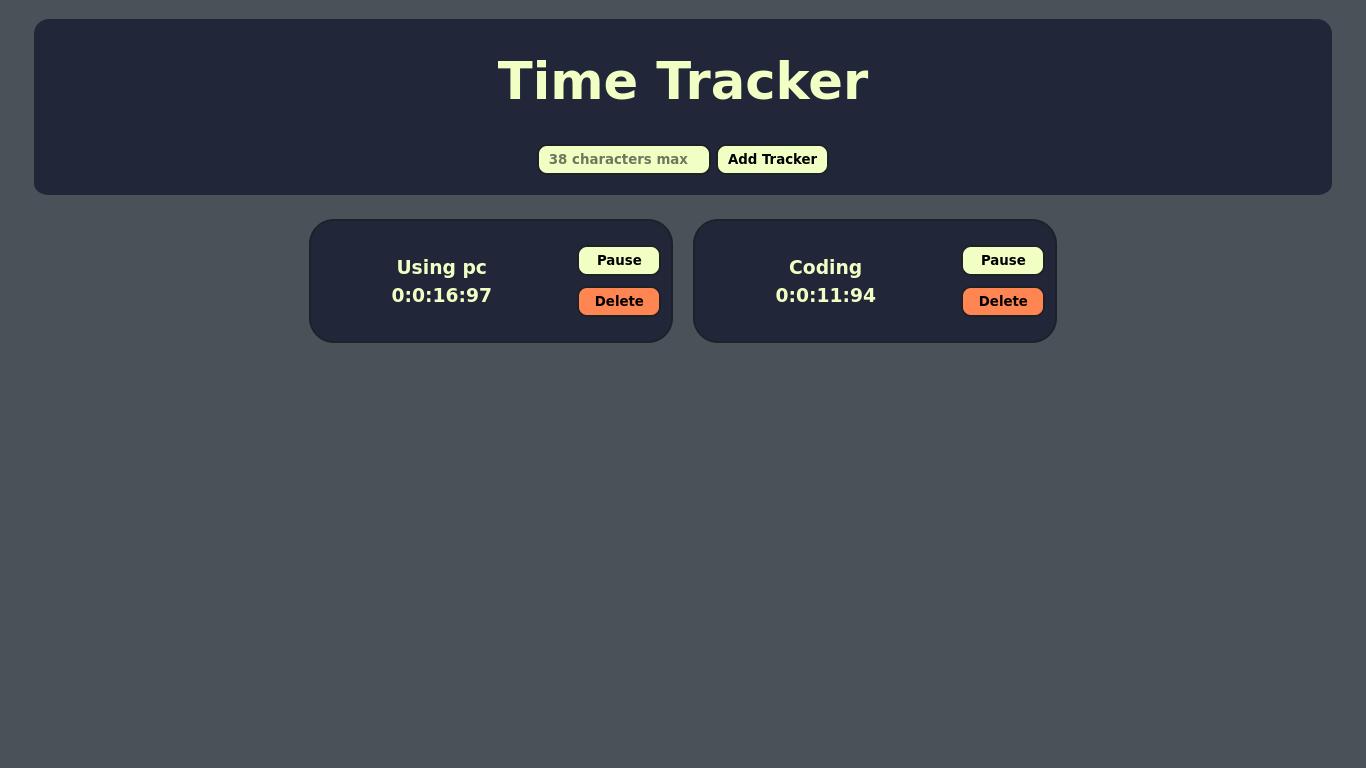 Time Tracker
38 characters max Add Tracker
Using pc
0:0:16:97
Pause
Delete
Coding
0:0:11:94
Pause
Delete